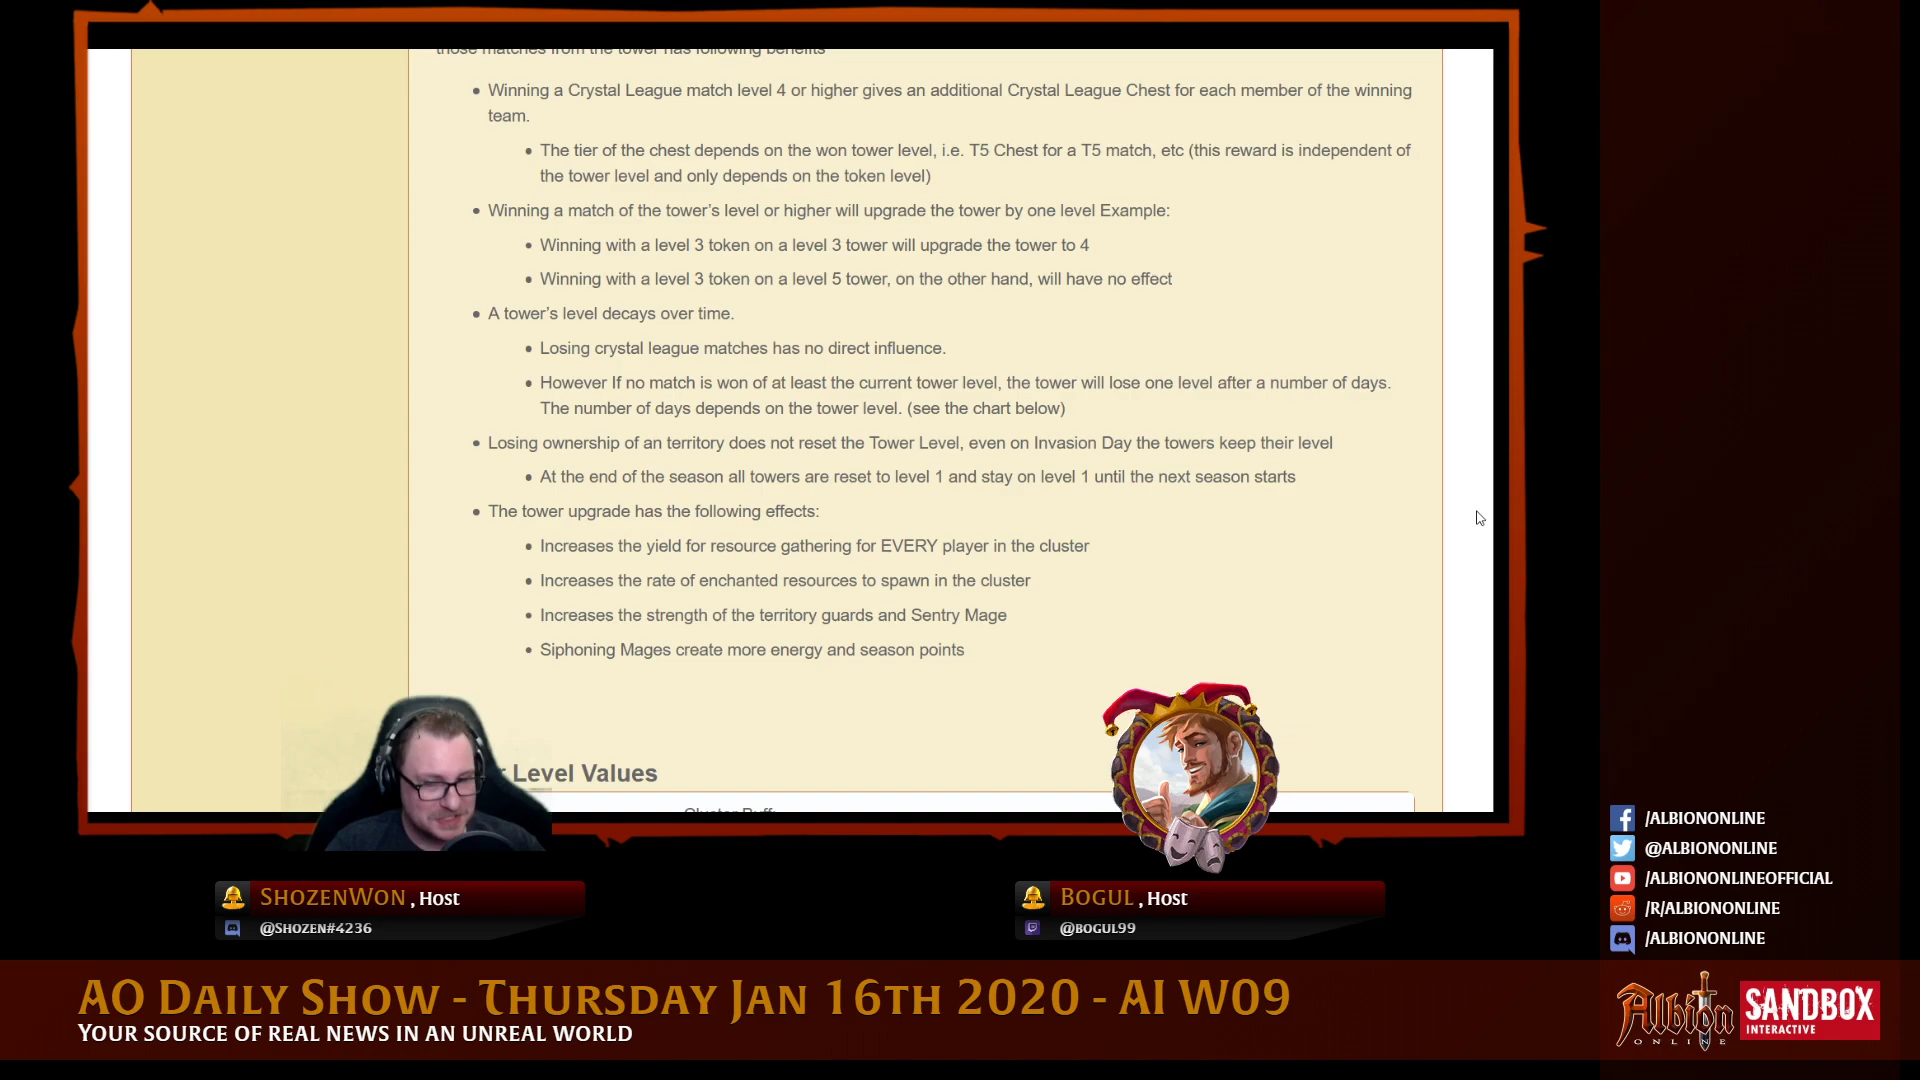 those matches from the tower has following benefits
• Winning a Crystal League match level 4 or higher gives an additional Crystal League Chest for each member of the winning
team.
• The tier of the chest depends on the won tower level, i.e. T5 Chest for a T5 match, etc (this reward is independent of
the tower level and only depends on the token level)
• Winning a match of the tower’s level or higher will upgrade the tower by one level Example:
• Winning with a level 3 token on a level 3 tower will upgrade the tower to 4
• Winning with a level 3 token on a level 5 tower, on the other hand, will have no effect
• A tower’s level decays over time.
• Losing crystal league matches has no direct influence.
• However If no match is won of at least the current tower level, the tower will lose one level after a number of days.
The number of days depends on the tower level. (see the chart below)
• Losing ownership of an territory does not reset the Tower Level, even on Invasion Day the towers keep their level
• At the end of the season all towers are reset to level 1 and stay on level 1 until the next season starts
• The tower upgrade has the following effects:
• Increases the yield for resource gathering for EVERY player in the cluster
• Increases the rate of enchanted resources to spawn in the cluster
• Increases the strength of the territory guards and Sentry Mage
• Siphoning Mages create more energy and season points
Level Values
Cluster Buff:
ShozenWon , Host
@Shozen#4236
Bogul , Host
@bogul99
/ALBIONONLINE
@ALBIONONLINE
/ALBIONONLINEOFFICIAL
/R/ALBIONONLINE
/ALBIONONLINE
AO Daily Show - Thursday Jan 16th 2020 - AI W09
Your source of real news in an unreal world
Albion
ONLINE
SANDBOX
INTERACTIVE